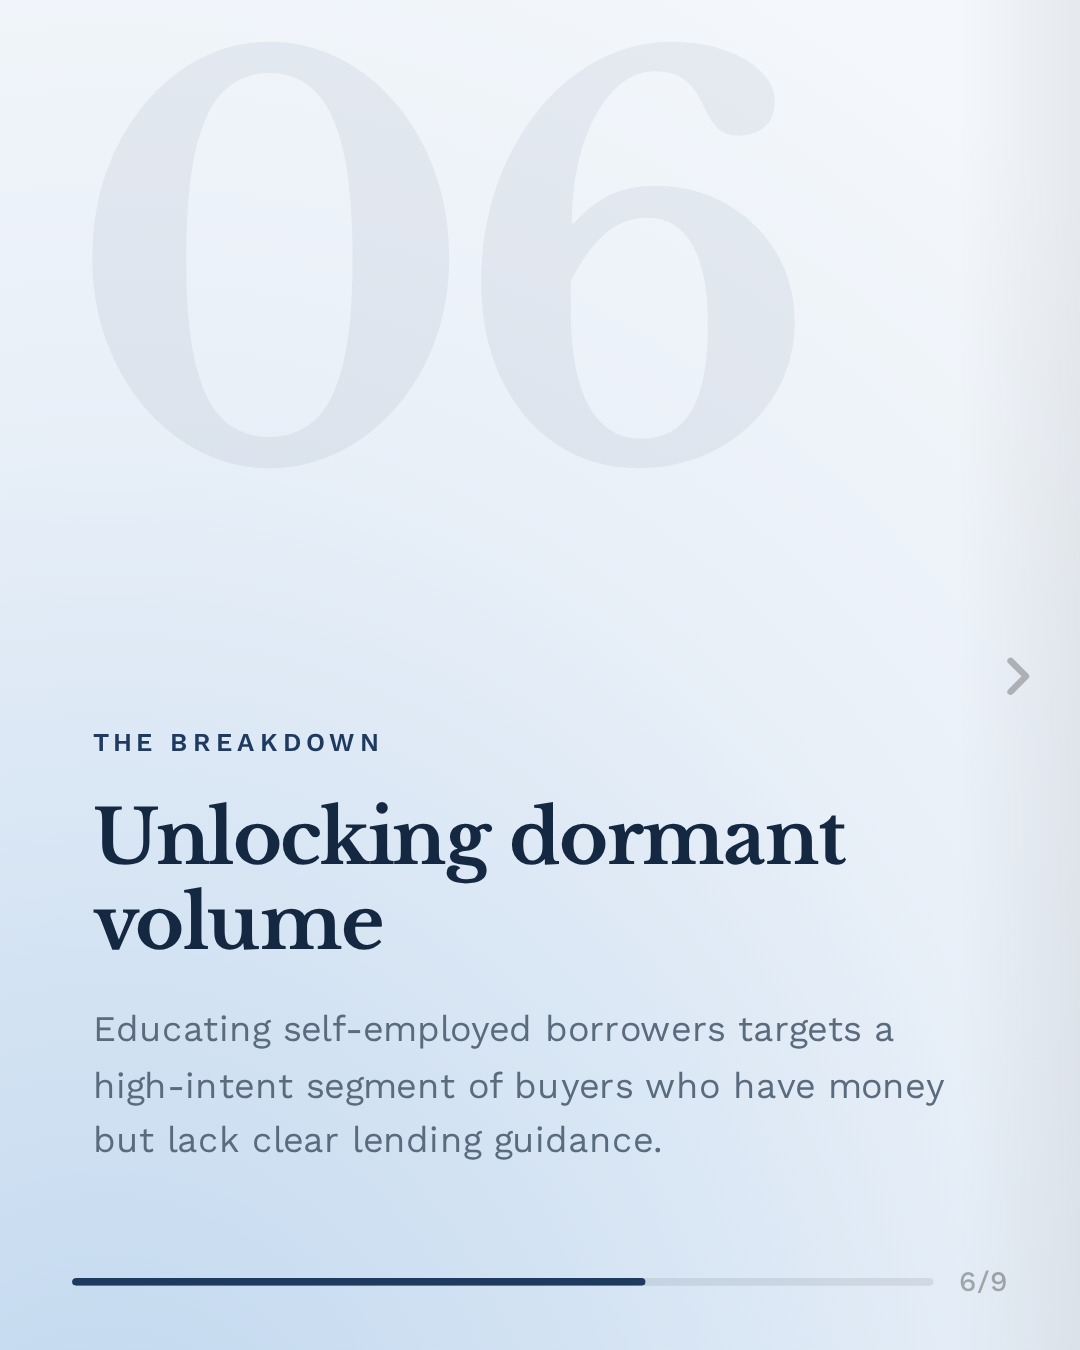 06
THE BREAKDOWN
Unlocking dormant
volume
Educating self-employed borrowers targets a
high-intent segment of buyers who have money
but lack clear lending guidance.
6/9